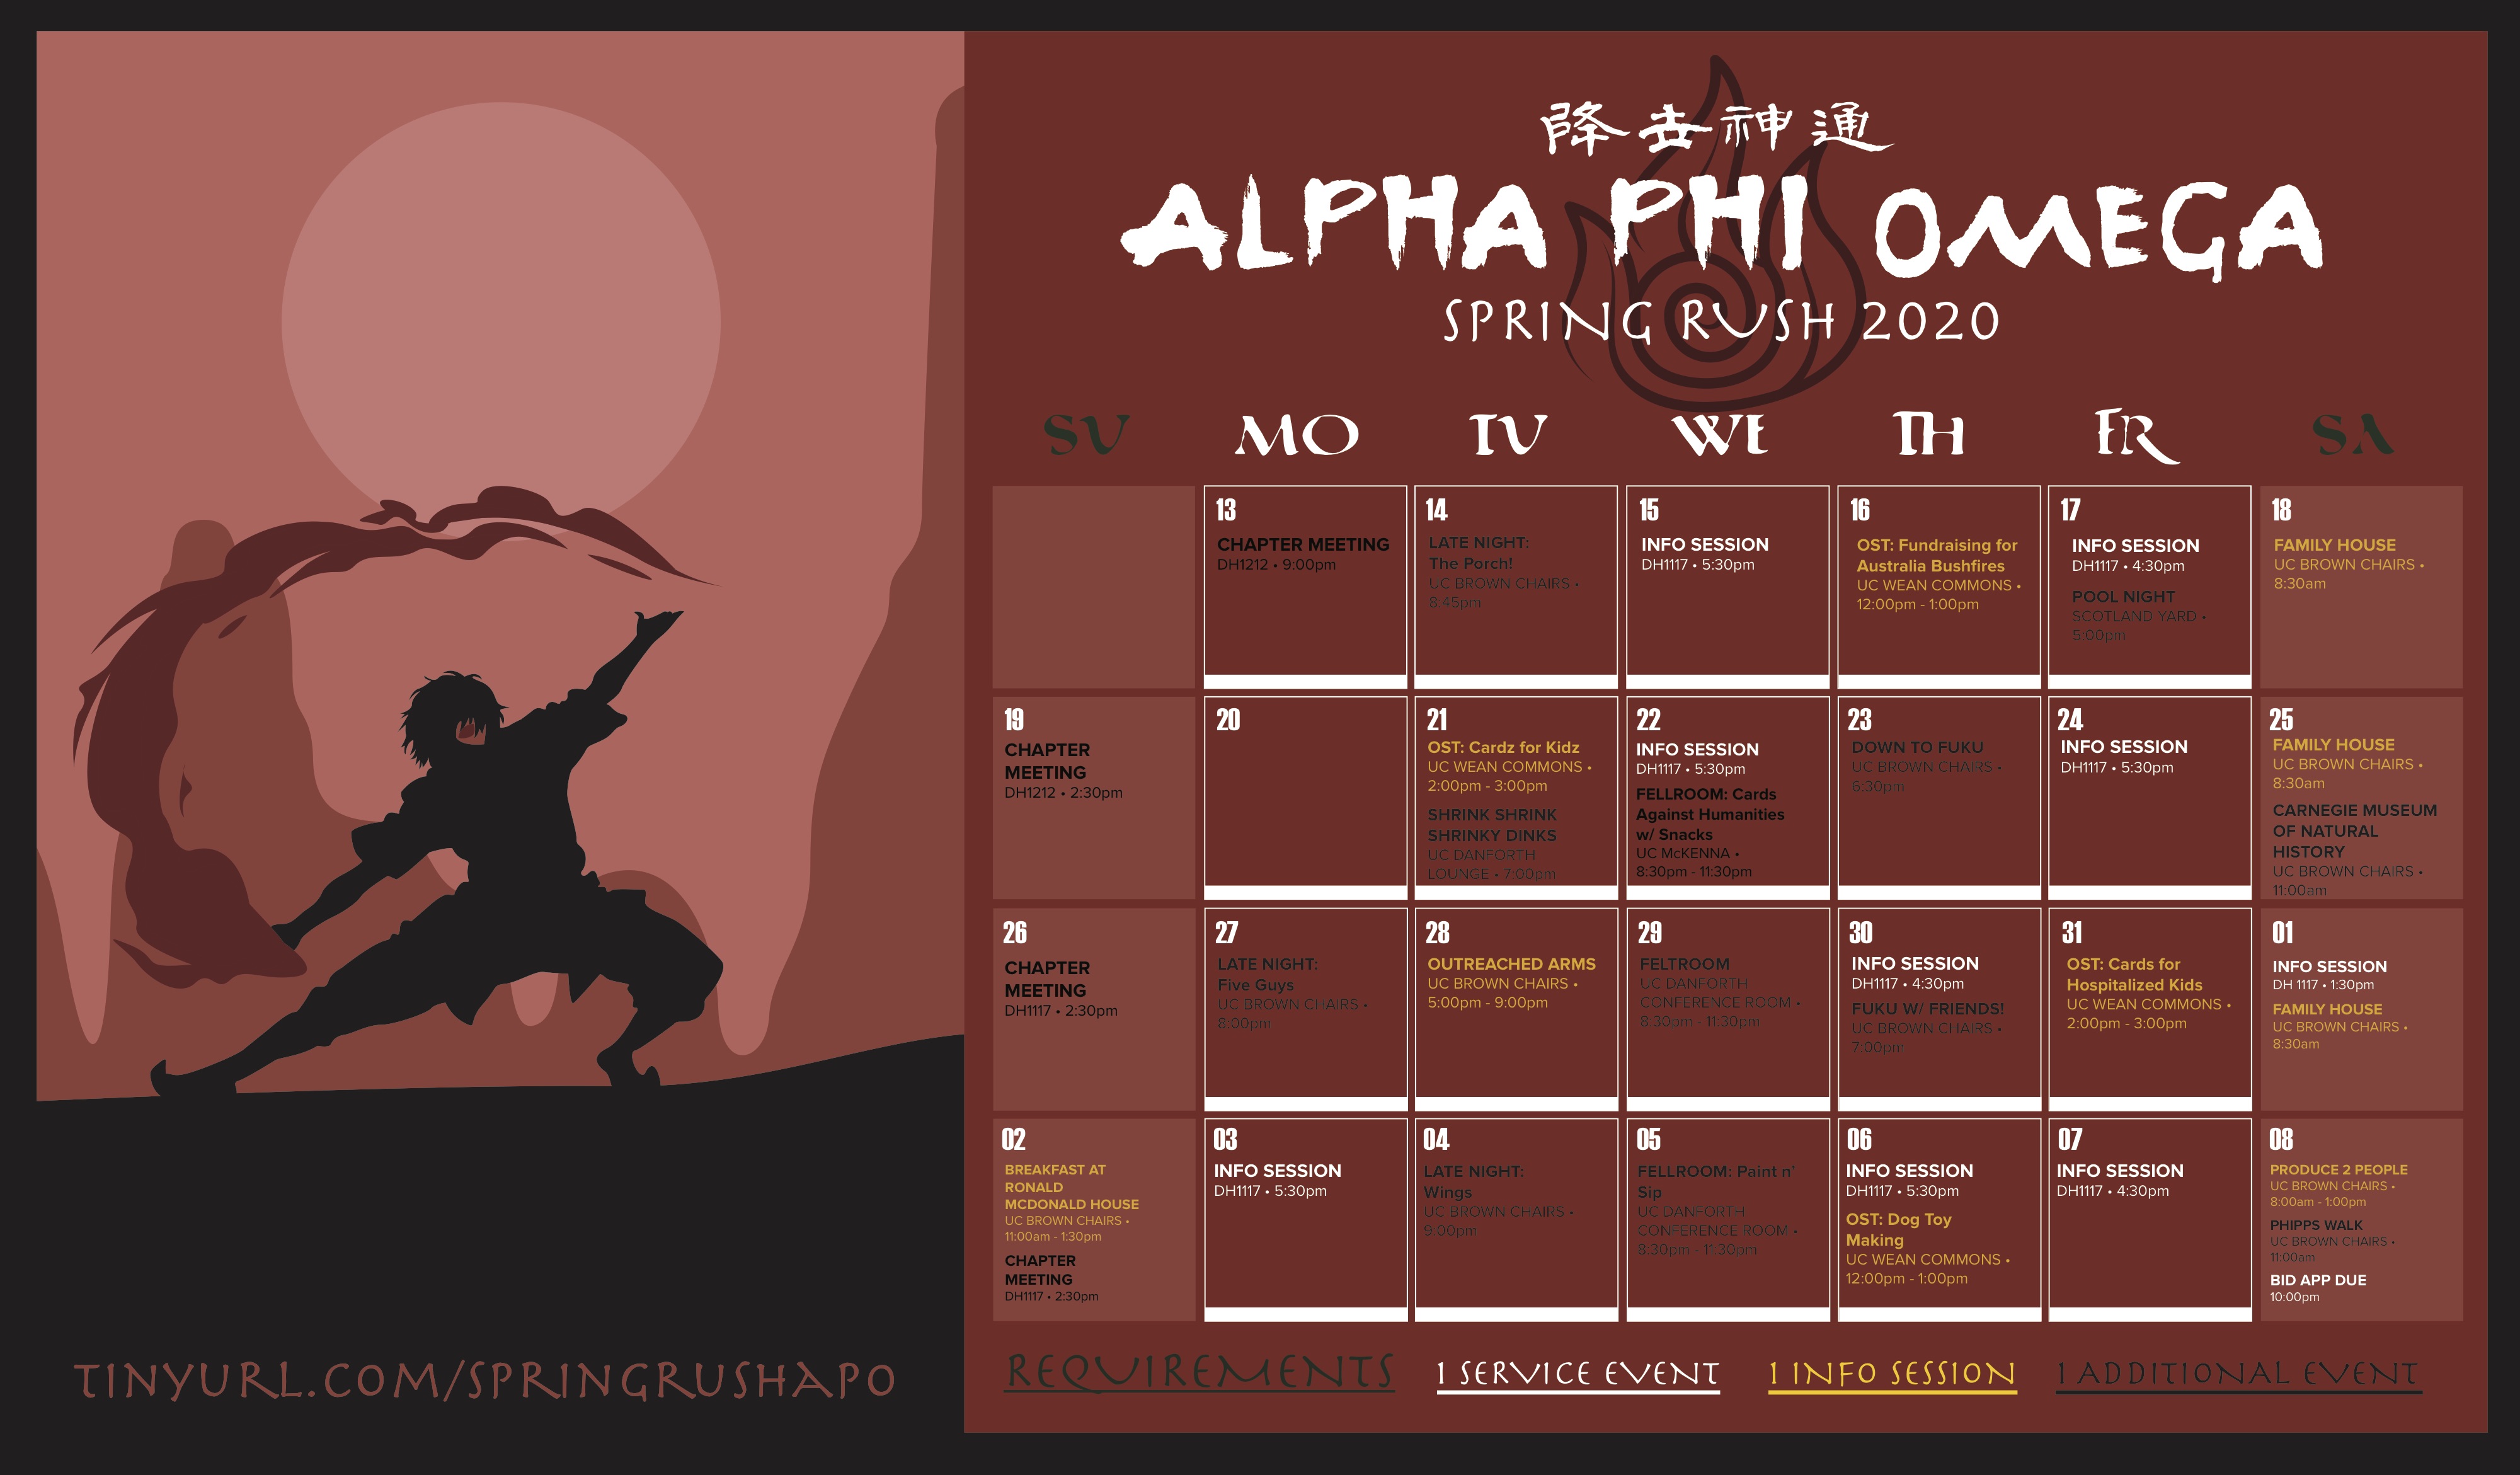 降世神通
ALPHA PHI OMEGA
SPRING RUSH 2020
SU MO TU WE TH FR SA
13
CHAPTER MEETING
DH1212 • 9:00pm
14
LATE NIGHT:
The Porch!
UC BROWN CHAIRS •
8:45pm
15
INFO SESSION
DH1117 • 5:30pm
16
OST: Fundraising for
Australia Bushfires
UC WEAN COMMONS •
12:00pm - 1:00pm
17
INFO SESSION
DH1117 • 4:30pm
POOL NIGHT
SCOTLAND YARD •
5:00pm
18
FAMILY HOUSE
UC BROWN CHAIRS •
8:30am
19
CHAPTER
MEETING
DH1212 • 2:30pm
20
21
OST: Cardz for Kidz
UC WEAN COMMONS •
2:00pm - 3:00pm
SHRINK SHRINK
SHRINKY DINKS
UC DANFORTH
LOUNGE • 7:00pm
22
INFO SESSION
DH1117 • 5:30pm
FELLROOM: Cards
Against Humanities
w/ Snacks
UC McKENNA •
8:30pm - 11:30pm
23
DOWN TO FUKU
UC BROWN CHAIRS •
6:30pm
24
INFO SESSION
DH1117 • 5:30pm
25
FAMILY HOUSE
UC BROWN CHAIRS •
8:30am
CARNEGIE MUSEUM
OF NATURAL
HISTORY
UC BROWN CHAIRS •
11:00am
26
CHAPTER
MEETING
DH1117 • 2:30pm
27
LATE NIGHT:
Five Guys
UC BROWN CHAIRS •
8:00pm
28
OUTREACHED ARMS
UC BROWN CHAIRS •
5:00pm - 9:00pm
29
FELTROOM
UC DANFORTH
CONFERENCE ROOM •
8:30pm - 11:30pm
30
INFO SESSION
DH1117 • 4:30pm
FUKU W/ FRIENDS!
UC BROWN CHAIRS •
7:00pm
31
OST: Cards for
Hospitalized Kids
UC WEAN COMMONS •
2:00pm - 3:00pm
01
INFO SESSION
DH 1117 • 1:30pm
FAMILY HOUSE
UC BROWN CHAIRS •
8:30am
02
BREAKFAST AT
RONALD
MCDONALD HOUSE
UC BROWN CHAIRS •
11:00am - 1:30pm
CHAPTER
MEETING
DH1117 • 2:30pm
03
INFO SESSION
DH1117 • 5:30pm
04
LATE NIGHT:
Wings
UC BROWN CHAIRS •
9:00pm
05
FELLROOM: Paint n'
Sip
UC DANFORTH
CONFERENCE ROOM •
8:30pm - 11:30pm
06
INFO SESSION
DH1117 • 5:30pm
OST: Dog Toy
Making
UC WEAN COMMONS •
12:00pm - 1:00pm
07
INFO SESSION
DH1117 • 4:30pm
08
PRODUCE 2 PEOPLE
UC BROWN CHAIRS •
8:00am - 1:00pm
PHIPPS WALK
UC BROWN CHAIRS •
11:00am
BID APP DUE
10:00pm
TINYURL.COM/SPRINGRUSHAPO
REQUIREMENTS 1 SERVICE EVENT 1 INFO SESSION 1 ADDITIONAL EVENT